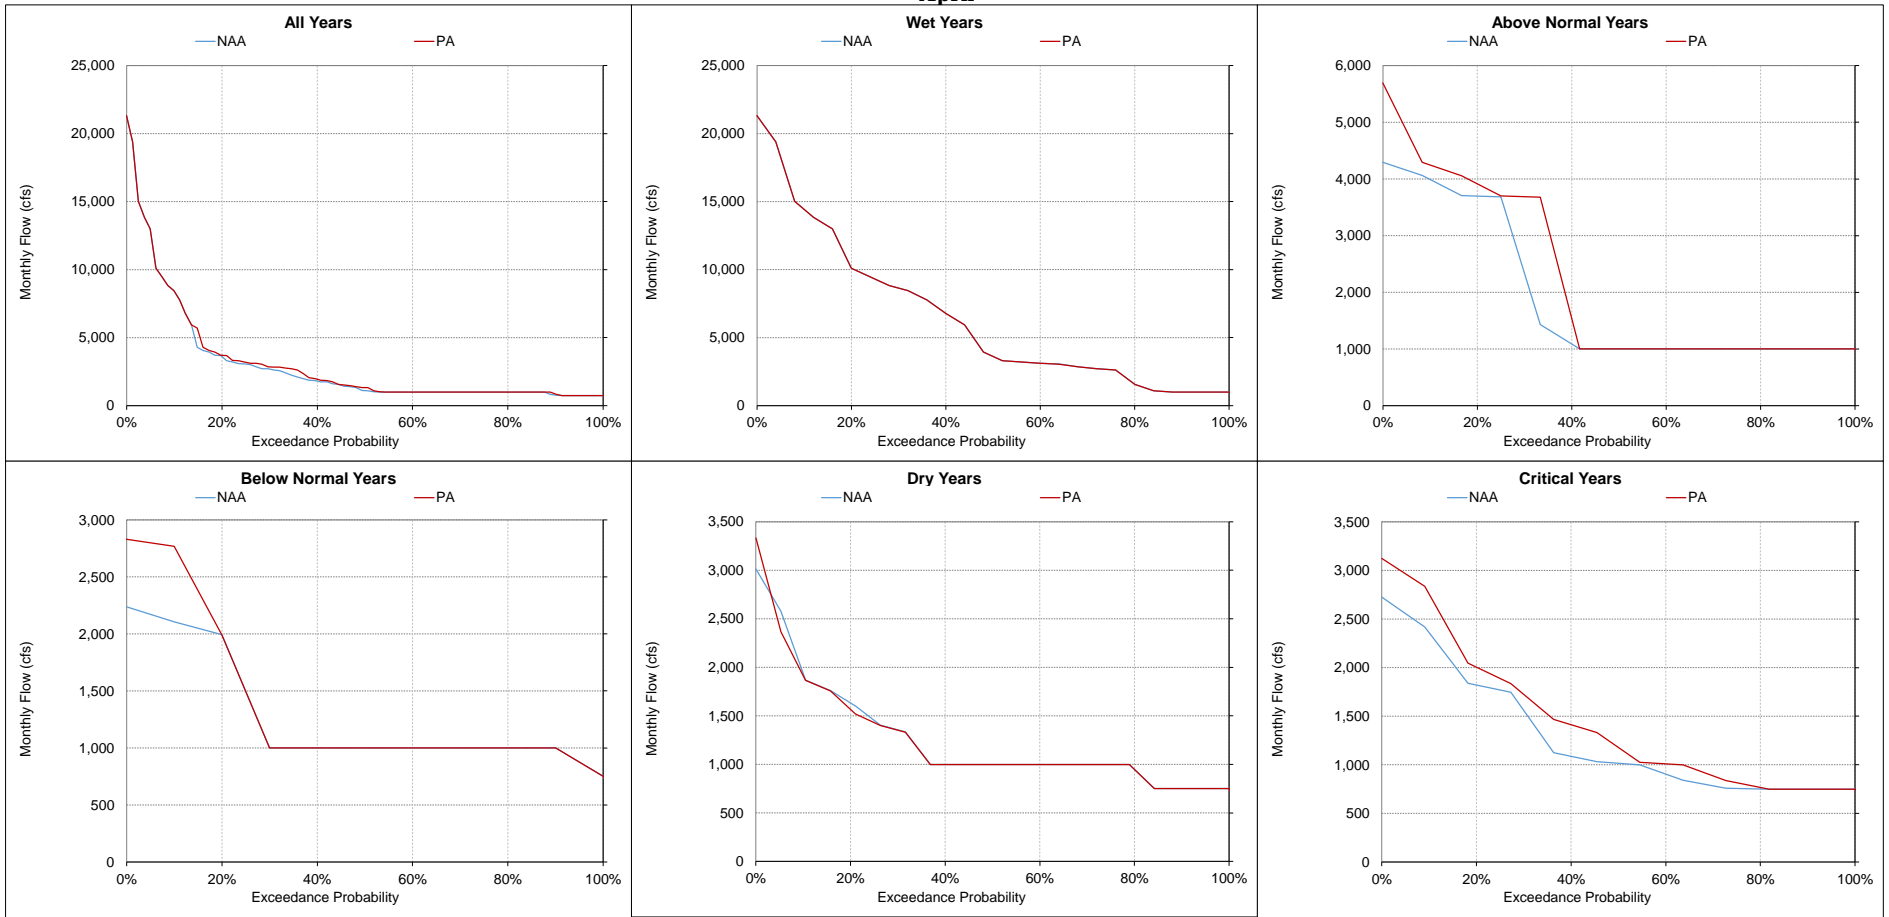 All Years
NAA PA
25,000
20,000
15,000
10,000
5,000
0
Monthly Flow (cfs)
0% 20% 40% 60% 80% 100%
Exceedance Probability
Wet Years
NAA PA
25,000
20,000
15,000
10,000
5,000
0
Monthly Flow (cfs)
0% 20% 40% 60% 80% 100%
Exceedance Probability
Above Normal Years
NAA PA
6,000
5,000
4,000
3,000
2,000
1,000
0
Monthly Flow (cfs)
0% 20% 40% 60% 80% 100%
Exceedance Probability
Below Normal Years
NAA PA
3,000
2,500
2,000
1,500
1,000
500
0
Monthly Flow (cfs)
0% 20% 40% 60% 80% 100%
Exceedance Probability
Dry Years
NAA PA
3,500
3,000
2,500
2,000
1,500
1,000
500
0
Monthly Flow (cfs)
0% 20% 40% 60% 80% 100%
Exceedance Probability
Critical Years
NAA PA
3,500
3,000
2,500
2,000
1,500
1,000
500
0
Monthly Flow (cfs)
0% 20% 40% 60% 80% 100%
Exceedance Probability